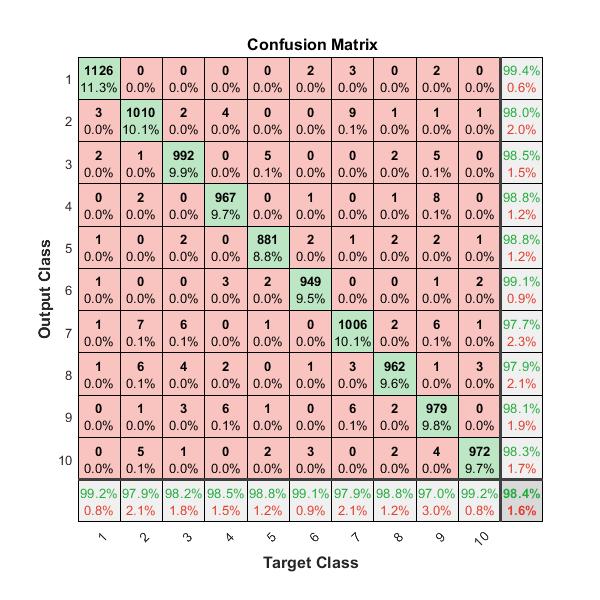 Confusion Matrix
1 1126 0 0 0 0 2 3 0 2 0 99.4%
11.3% 0.0% 0.0% 0.0% 0.0% 0.0% 0.0% 0.0% 0.0% 0.0% 0.6%
2 3 1010 2 4 0 0 9 1 1 1 98.0%
0.0% 10.1% 0.0% 0.0% 0.0% 0.0% 0.1% 0.0% 0.0% 0.0% 2.0%
3 2 1 992 0 5 0 0 2 5 0 98.5%
0.0% 0.0% 9.9% 0.0% 0.1% 0.0% 0.0% 0.0% 0.1% 0.0% 1.5%
4 0 2 0 967 0 1 0 1 8 0 98.8%
0.0% 0.0% 0.0% 9.7% 0.0% 0.0% 0.0% 0.0% 0.1% 0.0% 1.2%
5 1 0 2 0 881 2 1 2 2 1 98.8%
0.0% 0.0% 0.0% 0.0% 8.8% 0.0% 0.0% 0.0% 0.0% 0.0% 1.2%
6 1 0 0 3 2 949 0 0 1 2 99.1%
0.0% 0.0% 0.0% 0.0% 0.0% 9.5% 0.0% 0.0% 0.0% 0.0% 0.9%
7 1 7 6 0 1 0 1006 2 6 1 97.7%
0.0% 0.1% 0.1% 0.0% 0.0% 0.0% 10.1% 0.0% 0.1% 0.0% 2.3%
8 1 6 4 2 0 1 3 962 1 3 97.9%
0.0% 0.1% 0.0% 0.0% 0.0% 0.0% 0.0% 9.6% 0.0% 0.0% 2.1%
9 0 1 3 6 1 0 6 2 979 0 98.1%
0.0% 0.0% 0.0% 0.1% 0.0% 0.0% 0.1% 0.0% 9.8% 0.0% 1.9%
10 0 5 1 0 2 3 0 2 4 972 98.3%
0.0% 0.1% 0.0% 0.0% 0.0% 0.0% 0.0% 0.0% 0.0% 9.7% 1.7%
99.2% 97.9% 98.2% 98.5% 98.8% 99.1% 97.9% 98.8% 97.0% 99.2% 98.4%
0.8% 2.1% 1.8% 1.5% 1.2% 0.9% 2.1% 1.2% 3.0% 0.8% 1.6%
1 2 3 4 5 6 7 8 9 10
Target Class
Output Class